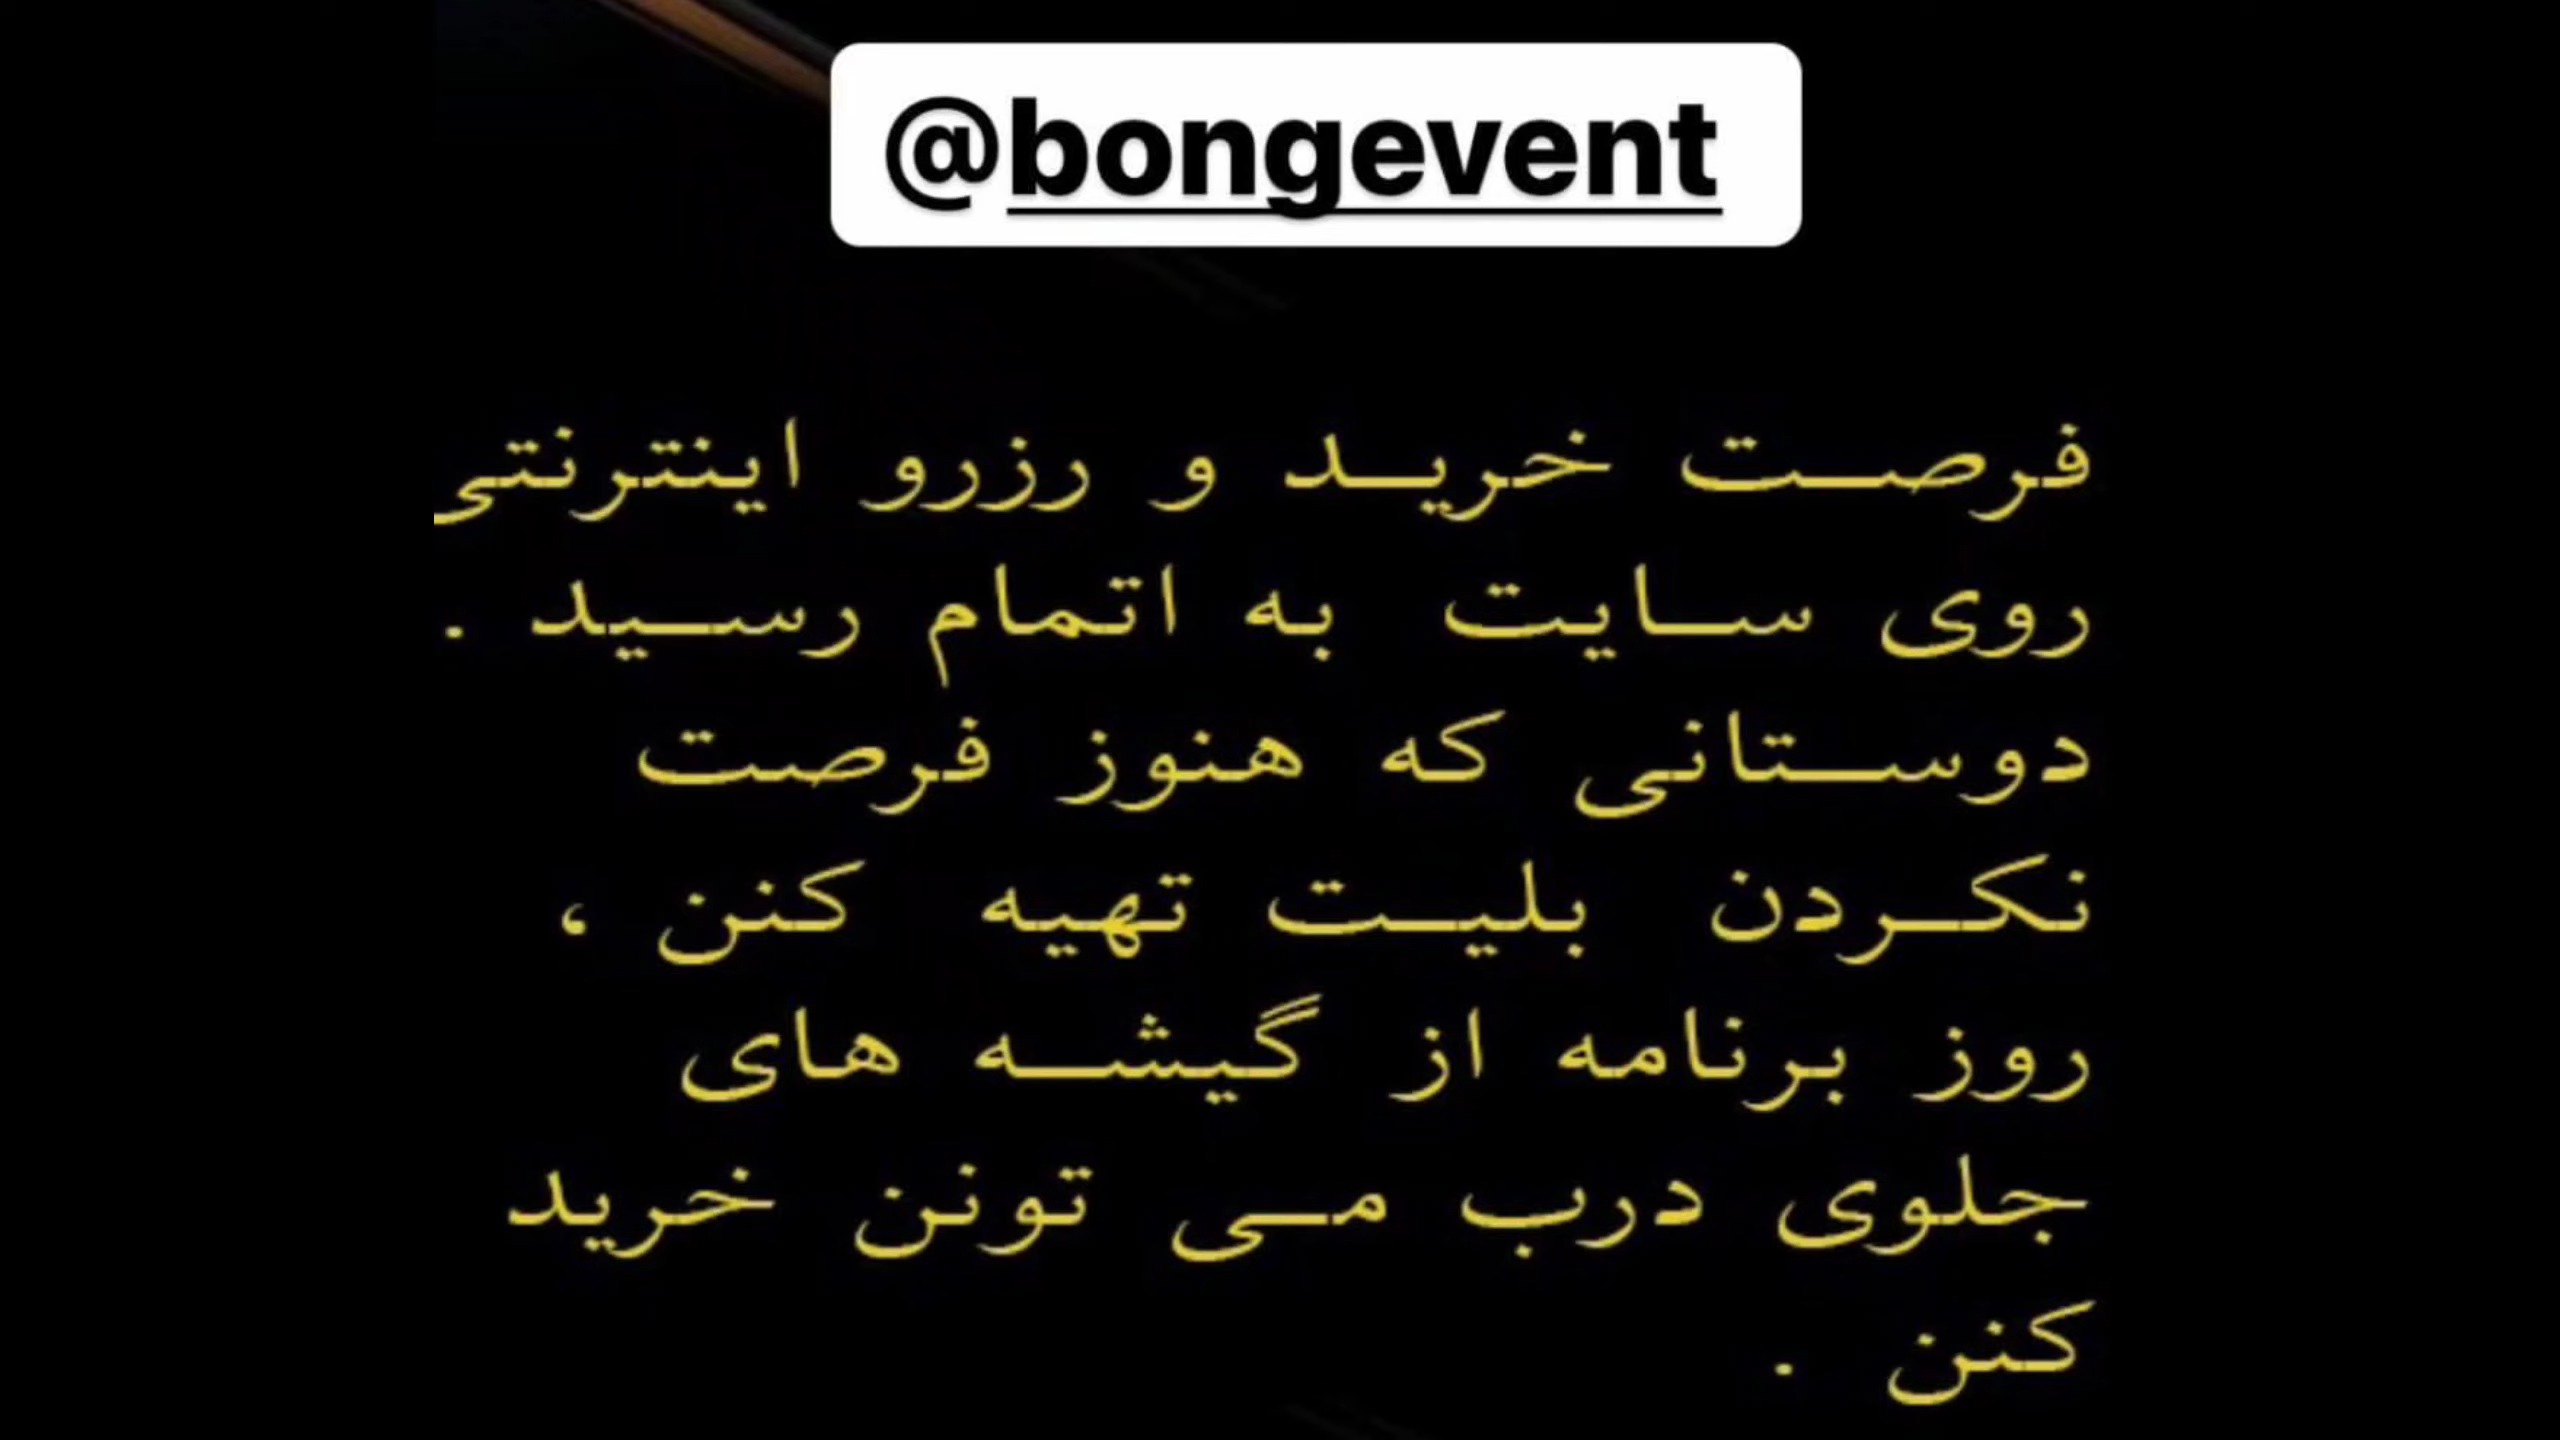 @bongevent
فرصت خرید و رزرو اینترنتی
روی سایت به اتمام رسید .
دوستانی که هنوز فرصت
نکردن بلیت تهیه کنن ،
روز برنامه از گیشه های
جلوی درب می تونن خرید
کنن .